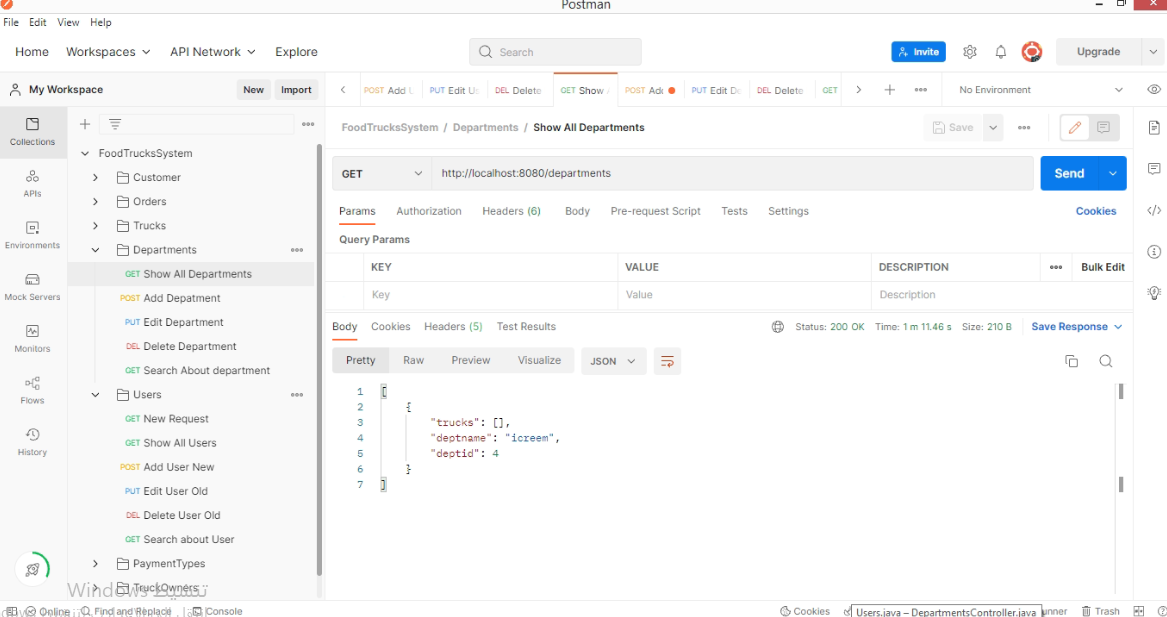 Postman
File Edit View Help
Home Workspaces API Network Explore
Search
Invite
Upgrade
My Workspace
New Import
POST Add U
PUT Edit Us
DEL Delete
GET Show A
POST Add
PUT Edit De
DEL Delete
GET
No Environment
Collections
APIs
Environments
Mock Servers
Monitors
Flows
History
FoodTrucksSystem
Customer
Orders
Trucks
Departments
GET Show All Departments
POST Add Depatment
PUT Edit Department
DEL Delete Department
GET Search About department
Users
GET New Request
GET Show All Users
POST Add User New
PUT Edit User Old
DEL Delete User Old
GET Search about User
PaymentTypes
TruckOwners
FoodTrucksSystem / Departments / Show All Departments
Save
GET
http://localhost:8080/departments
Send
Params Authorization Headers (6) Body Pre-request Script Tests Settings
Cookies
Query Params
KEY VALUE DESCRIPTION
Bulk Edit
Key Value Description
Body Cookies Headers (5) Test Results
Status: 200 OK Time: 1 m 11.46 s Size: 210 B
Save Response
Pretty Raw Preview Visualize JSON
1 [
2 {
3 "trucks": [],
4 "deptname": "icreem",
5 "deptid": 4
6 }
7 ]
تنشيط Windows
Online Find and Replace Console
Cookies
Users.java – DepartmentsController.java
unner
Trash